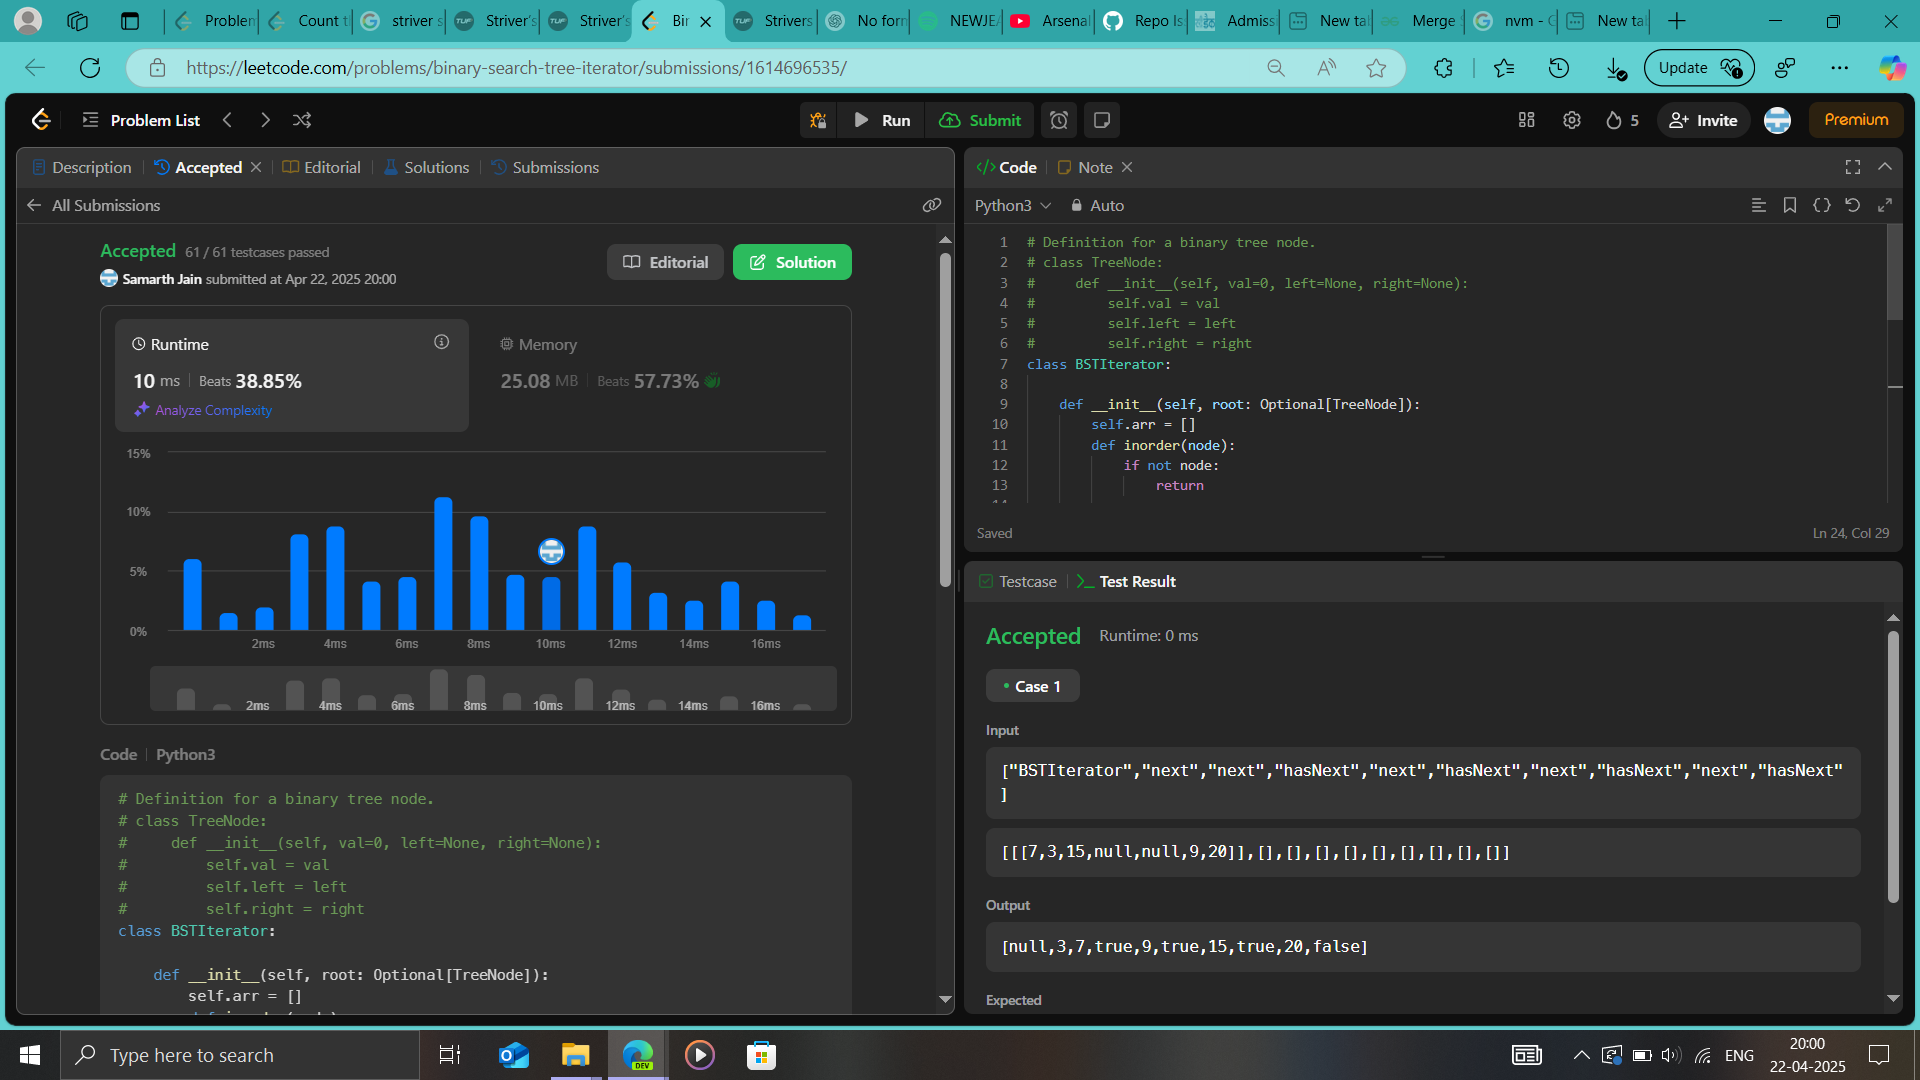 Problem
Count t
striver s
Striver's
Striver's
Bir
Strivers
No forn
NEWJEA
Arsenal
Repo Is
Admiss
New tal
Merge
nvm - G
New tal
https://leetcode.com/problems/binary-search-tree-iterator/submissions/1614696535/
Update
Problem List
Run
Submit
5
Invite
Premium
Description
Accepted
Editorial
Solutions
Submissions
All Submissions
Accepted 61 / 61 testcases passed
Samarth Jain submitted at Apr 22, 2025 20:00
Editorial
Solution
Runtime
10 ms Beats 38.85%
Analyze Complexity
Memory
25.08 MB Beats 57.73%
15%
10%
5%
0%
2ms 4ms 6ms 8ms 10ms 12ms 14ms 16ms
2ms 4ms 6ms 8ms 10ms 12ms 14ms 16ms
Code Python3
# Definition for a binary tree node.
# class TreeNode:
#     def __init__(self, val=0, left=None, right=None):
#         self.val = val
#         self.left = left
#         self.right = right
class BSTIterator:
def __init__(self, root: Optional[TreeNode]):
self.arr = []
Code
Note
Python3
Auto
1 # Definition for a binary tree node.
2 # class TreeNode:
3 #     def __init__(self, val=0, left=None, right=None):
4 #         self.val = val
5 #         self.left = left
6 #         self.right = right
7 class BSTIterator:
8
9     def __init__(self, root: Optional[TreeNode]):
10         self.arr = []
11         def inorder(node):
12             if not node:
13                 return
Saved
Ln 24, Col 29
Testcase
Test Result
Accepted Runtime: 0 ms
Case 1
Input
["BSTIterator","next","next","hasNext","next","hasNext","next","hasNext","next","hasNext"
]
[[[7,3,15,null,null,9,20]],[],[],[],[],[],[],[],[],[]]
Output
[null,3,7,true,9,true,15,true,20,false]
Expected
Type here to search
DEV
ENG
20:00
22-04-2025